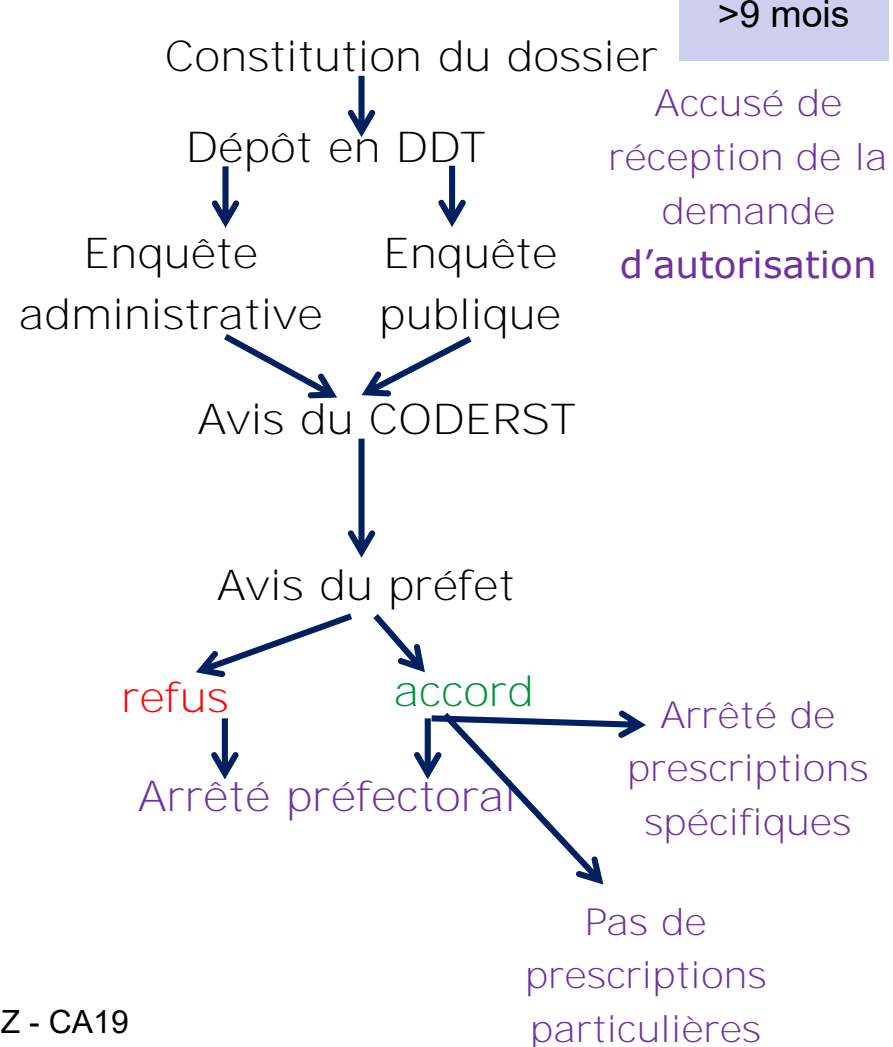 >9 mois
Constitution du dossier
Accusé de
réception de la
demande
d’autorisation
Dépôt en DDT
Enquête
administrative
Enquête
publique
Avis du CODERST
Avis du préfet
refus
accord
Arrêté préfectoral
Arrêté de
prescriptions
spécifiques
Pas de
prescriptions
particulières
Z - CA19